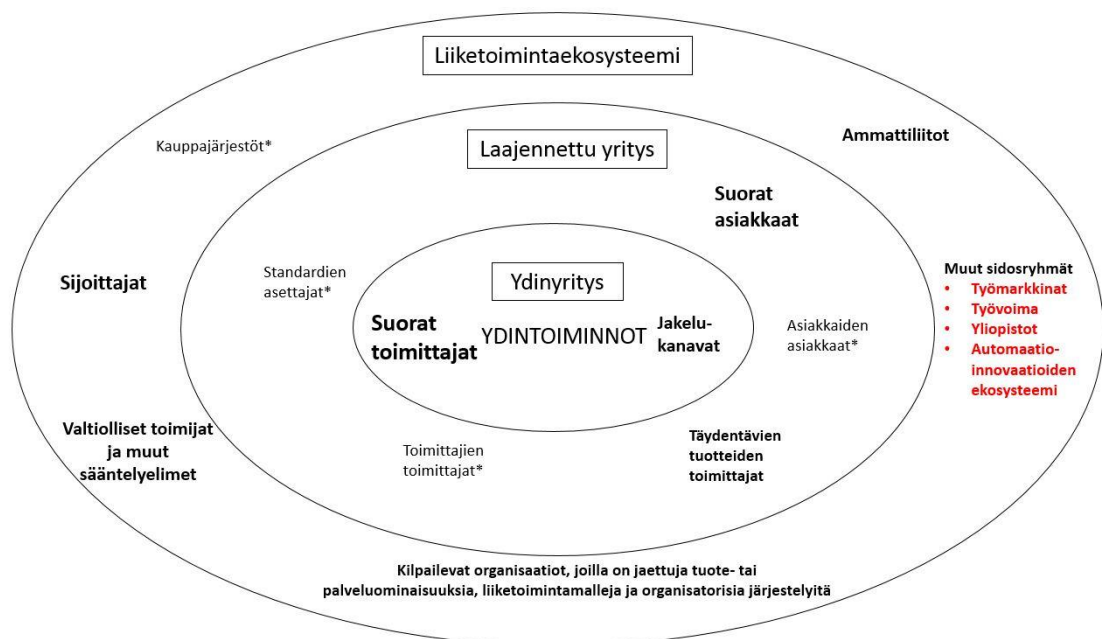 Liiketoimintaekosysteemi
Kauppajärjestöt*
Ammattiliitot
Laajennettu yritys
Suorat
asiakkaat
Sijoittajat
Standardien
asettajat*
Ydinyritys
Suorat
toimittajat
YDINTOIMINNOT
Jakelu-
kanavat
Asiakkaiden
asiakkaat*
Muut sidosryhmät
• Työmarkkinat
• Työvoima
• Yliopistot
• Automaatio-
innovaatioiden
ekosysteemi
Valtiolliset toimijat
ja muut
sääntelyelimet
Toimittajien
toimittajat*
Täydentävien
tuotteiden
toimittajat
Kilpailevat organisaatiot, joilla on jaettuja tuote- tai
palveluominaisuuksia, liiketoimintamalleja ja organisatorisia järjestelyitä